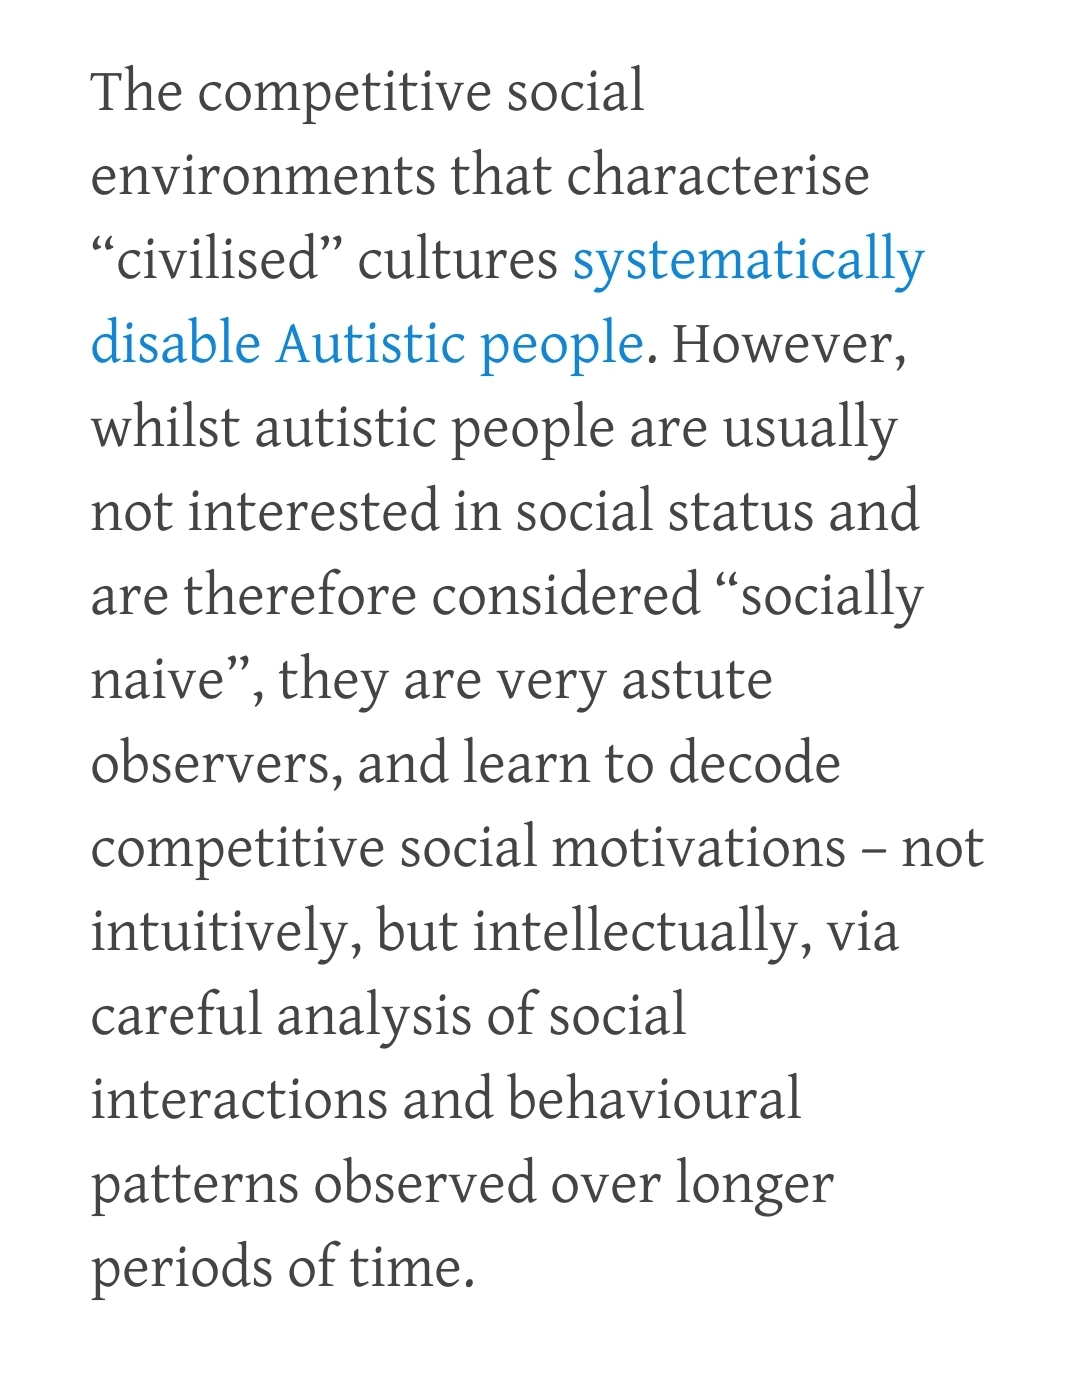 The competitive social
environments that characterise
“civilised” cultures systematically
disable Autistic people. However,
whilst autistic people are usually
not interested in social status and
are therefore considered “socially
naive”, they are very astute
observers, and learn to decode
competitive social motivations – not
intuitively, but intellectually, via
careful analysis of social
interactions and behavioural
patterns observed over longer
periods of time.